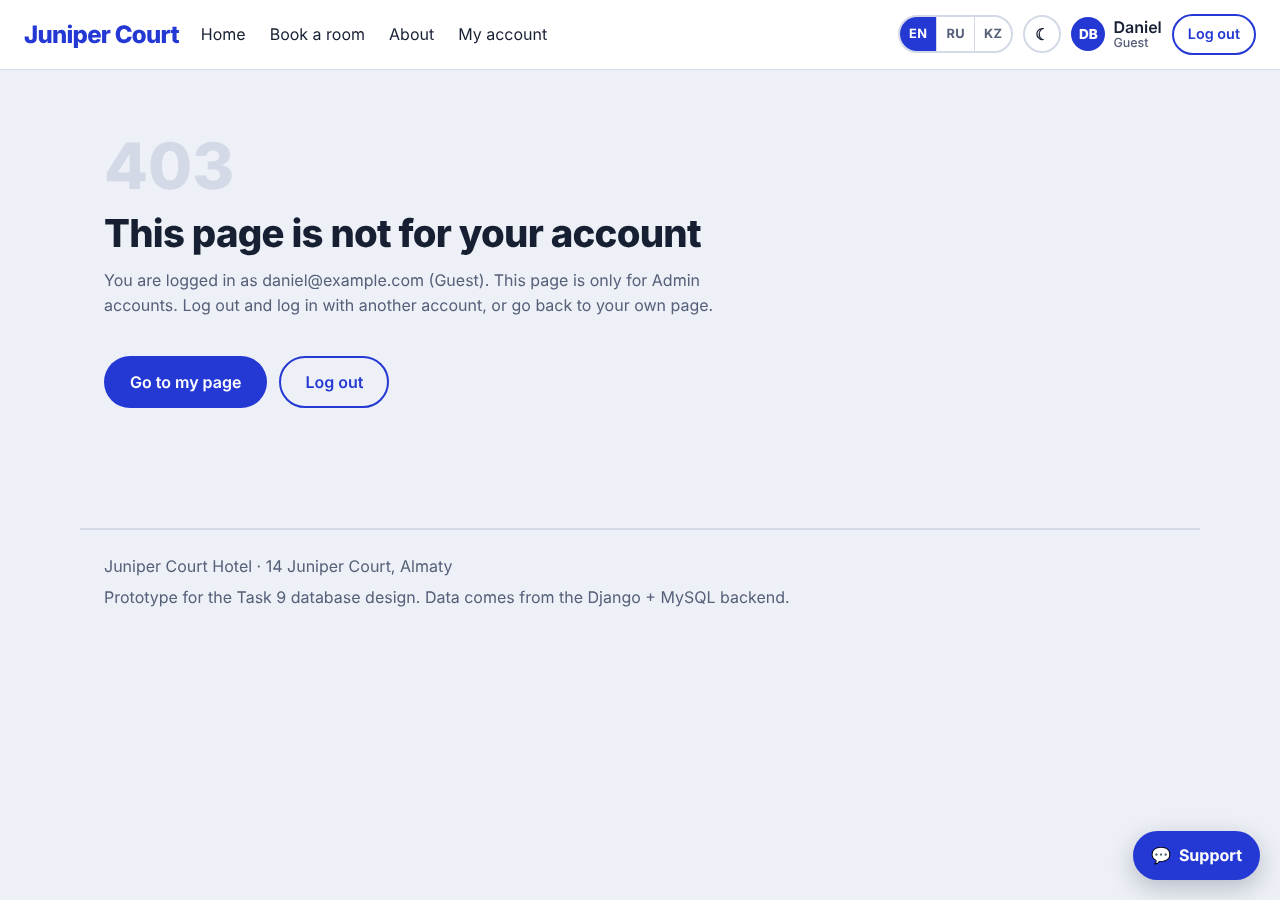 Juniper Court
Home
Book a room
About
My account
EN
RU
KZ
DB
Daniel
Guest
Log out
403
This page is not for your account
You are logged in as daniel@example.com (Guest). This page is only for Admin
accounts. Log out and log in with another account, or go back to your own page.
Go to my page
Log out
Juniper Court Hotel · 14 Juniper Court, Almaty
Prototype for the Task 9 database design. Data comes from the Django + MySQL backend.
Support